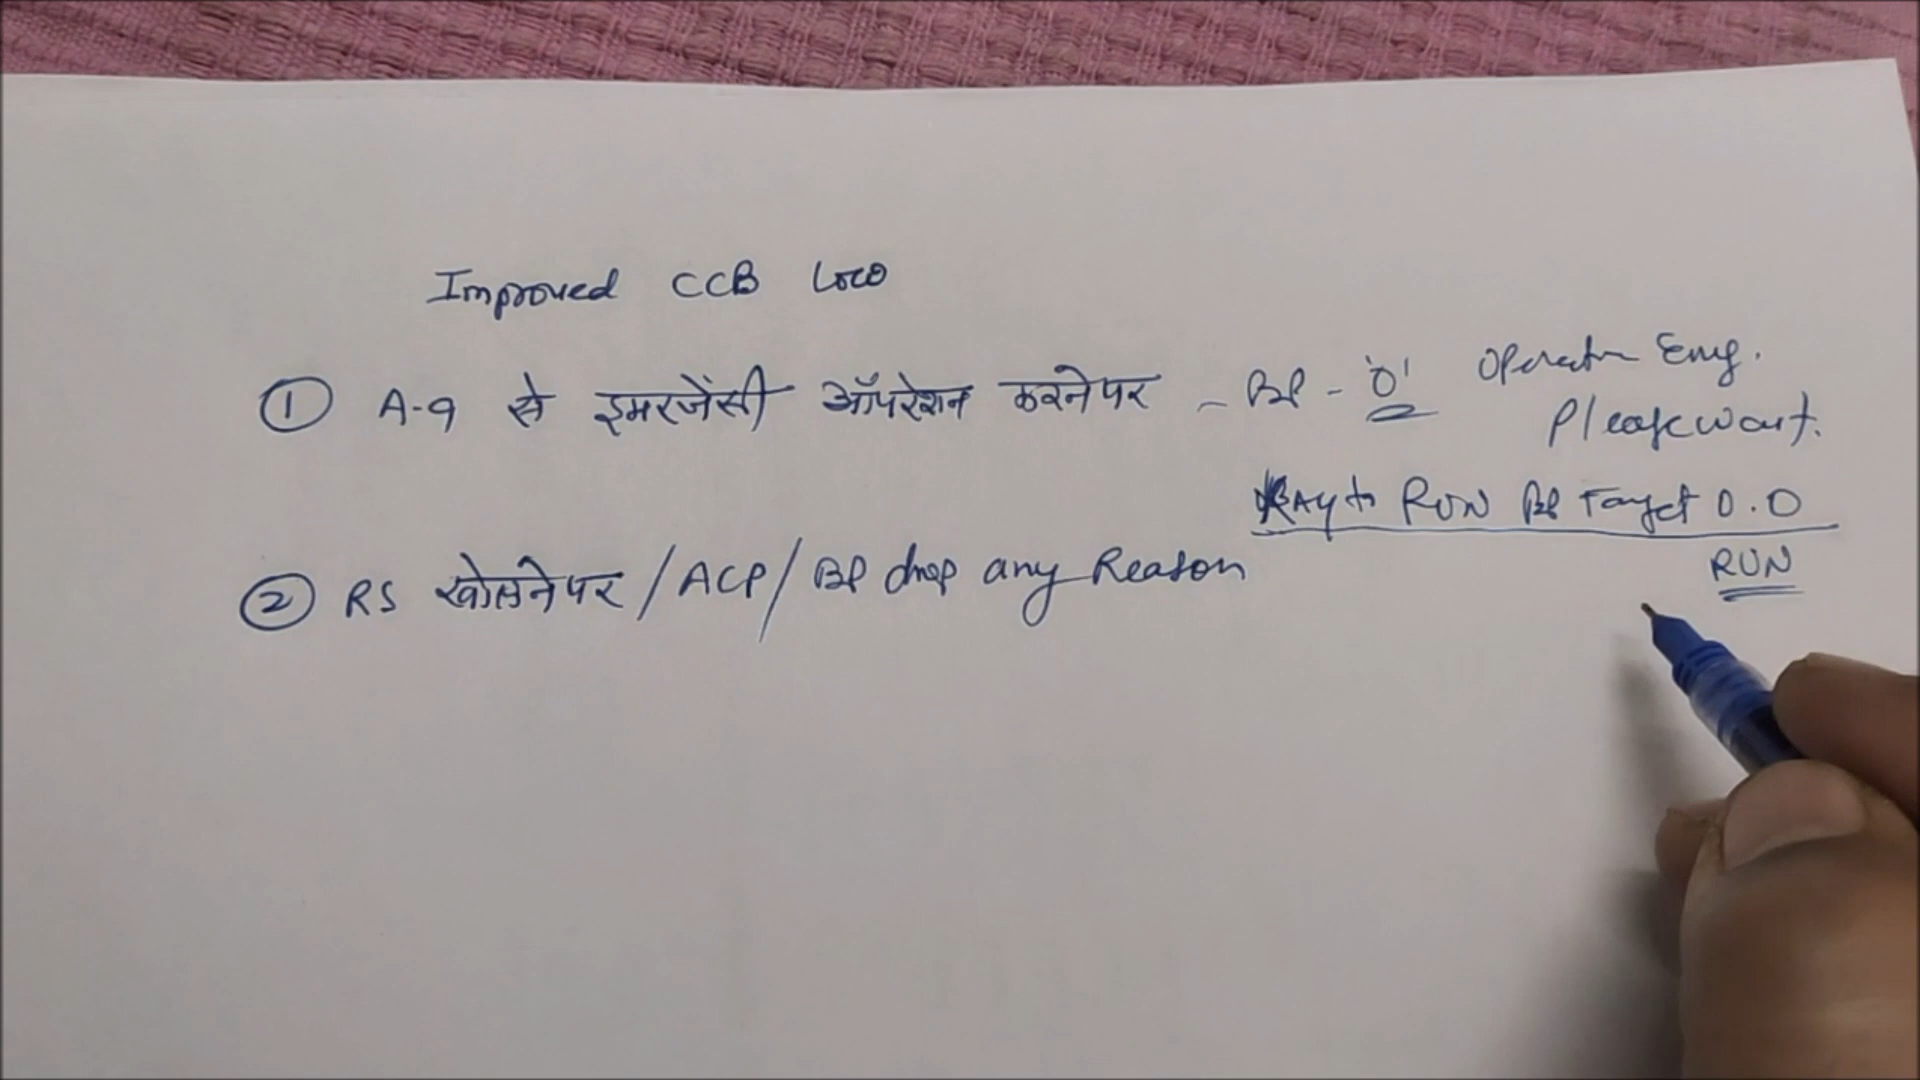 Improved CCB Loco
① A-9 से इमरजेंसी ऑपरेशन करने पर - BP - '0' Operator Emg.
Please wait.
RAy to RUN BP Target 0.0
RUN
② RS खोलने पर / ACP / BP drop any Reason